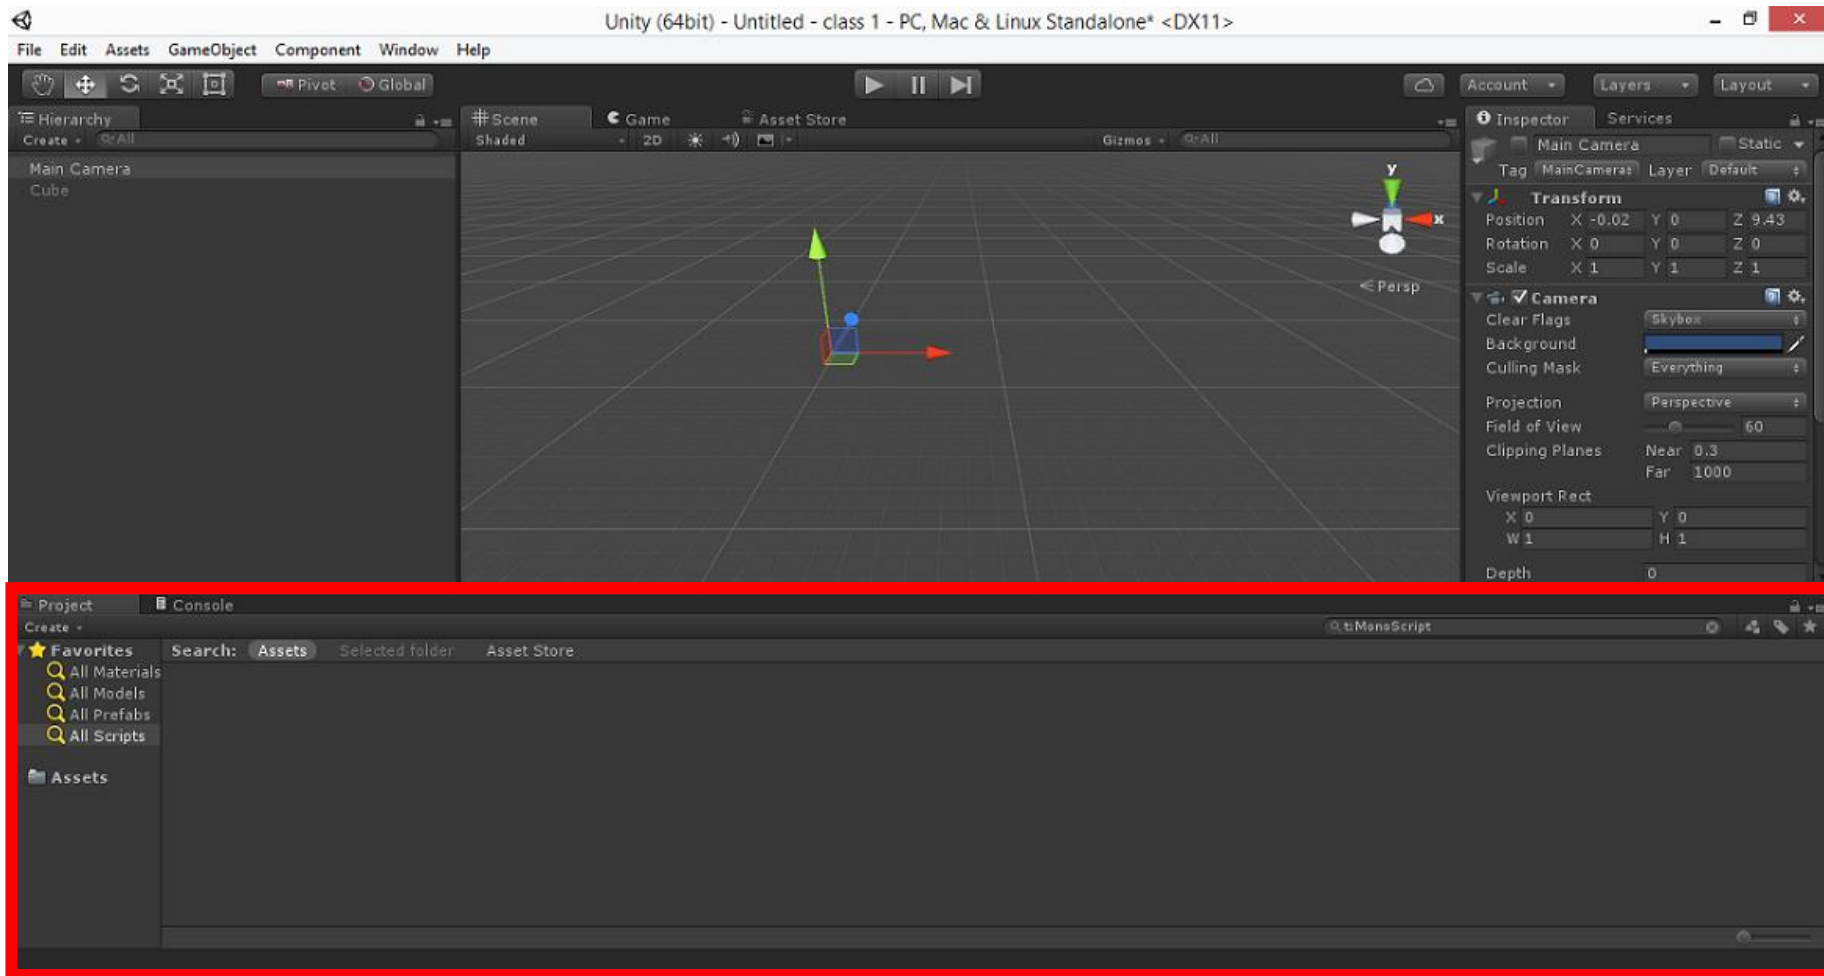 Unity (64bit) - Untitled - class 1 - PC, Mac & Linux Standalone* <DX11>
File Edit Assets GameObject Component Window Help
Pivot Global Account Layers Layout
Hierarchy
Create All
Main Camera
Cube
Scene Game Asset Store
Shaded 2D Gizmos All
y
x
Persp
Inspector Services
Main Camera Static
Tag MainCamera Layer Default
Transform
Position X -0.02 Y 0 Z 9.43
Rotation X 0 Y 0 Z 0
Scale X 1 Y 1 Z 1
Camera
Clear Flags Skybox
Background
Culling Mask Everything
Projection Perspective
Field of View 60
Clipping Planes Near 0.3
Far 1000
Viewport Rect
X 0 Y 0
W 1 H 1
Depth 0
Project Console
Create t:MonoScript
Favorites Search: Assets Selected folder Asset Store
All Materials
All Models
All Prefabs
All Scripts
Assets